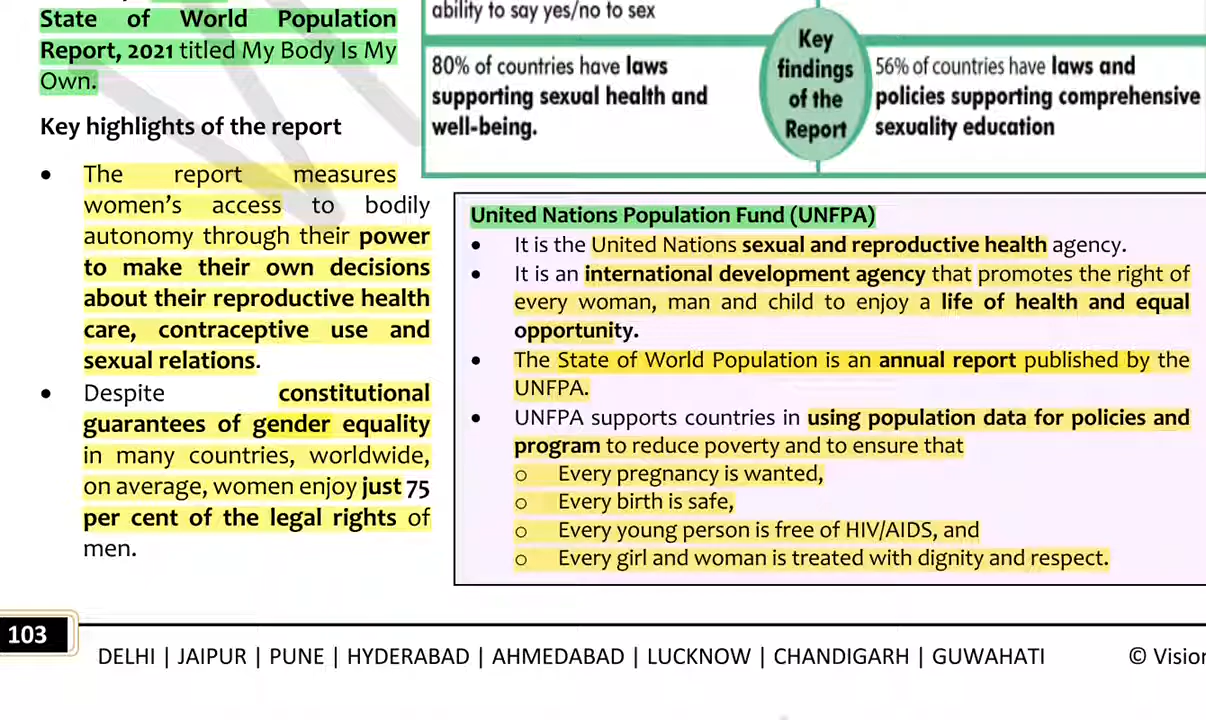 State of World Population
Report, 2021 titled My Body Is My
Own.
Key highlights of the report
• The report measures
women's access to bodily
autonomy through their power
to make their own decisions
about their reproductive health
care, contraceptive use and
sexual relations.
• Despite constitutional
guarantees of gender equality
in many countries, worldwide,
on average, women enjoy just 75
per cent of the legal rights of
men.
ability to say yes/no to sex
80% of countries have laws
supporting sexual health and
well-being.
Key
findings
of the
Report
56% of countries have laws and
policies supporting comprehensive
sexuality education
United Nations Population Fund (UNFPA)
• It is the United Nations sexual and reproductive health agency.
• It is an international development agency that promotes the right of
every woman, man and child to enjoy a life of health and equal
opportunity.
• The State of World Population is an annual report published by the
UNFPA.
• UNFPA supports countries in using population data for policies and
program to reduce poverty and to ensure that
o Every pregnancy is wanted,
o Every birth is safe,
o Every young person is free of HIV/AIDS, and
o Every girl and woman is treated with dignity and respect.
103
DELHI | JAIPUR | PUNE | HYDERABAD | AHMEDABAD | LUCKNOW | CHANDIGARH | GUWAHATI
© Vision